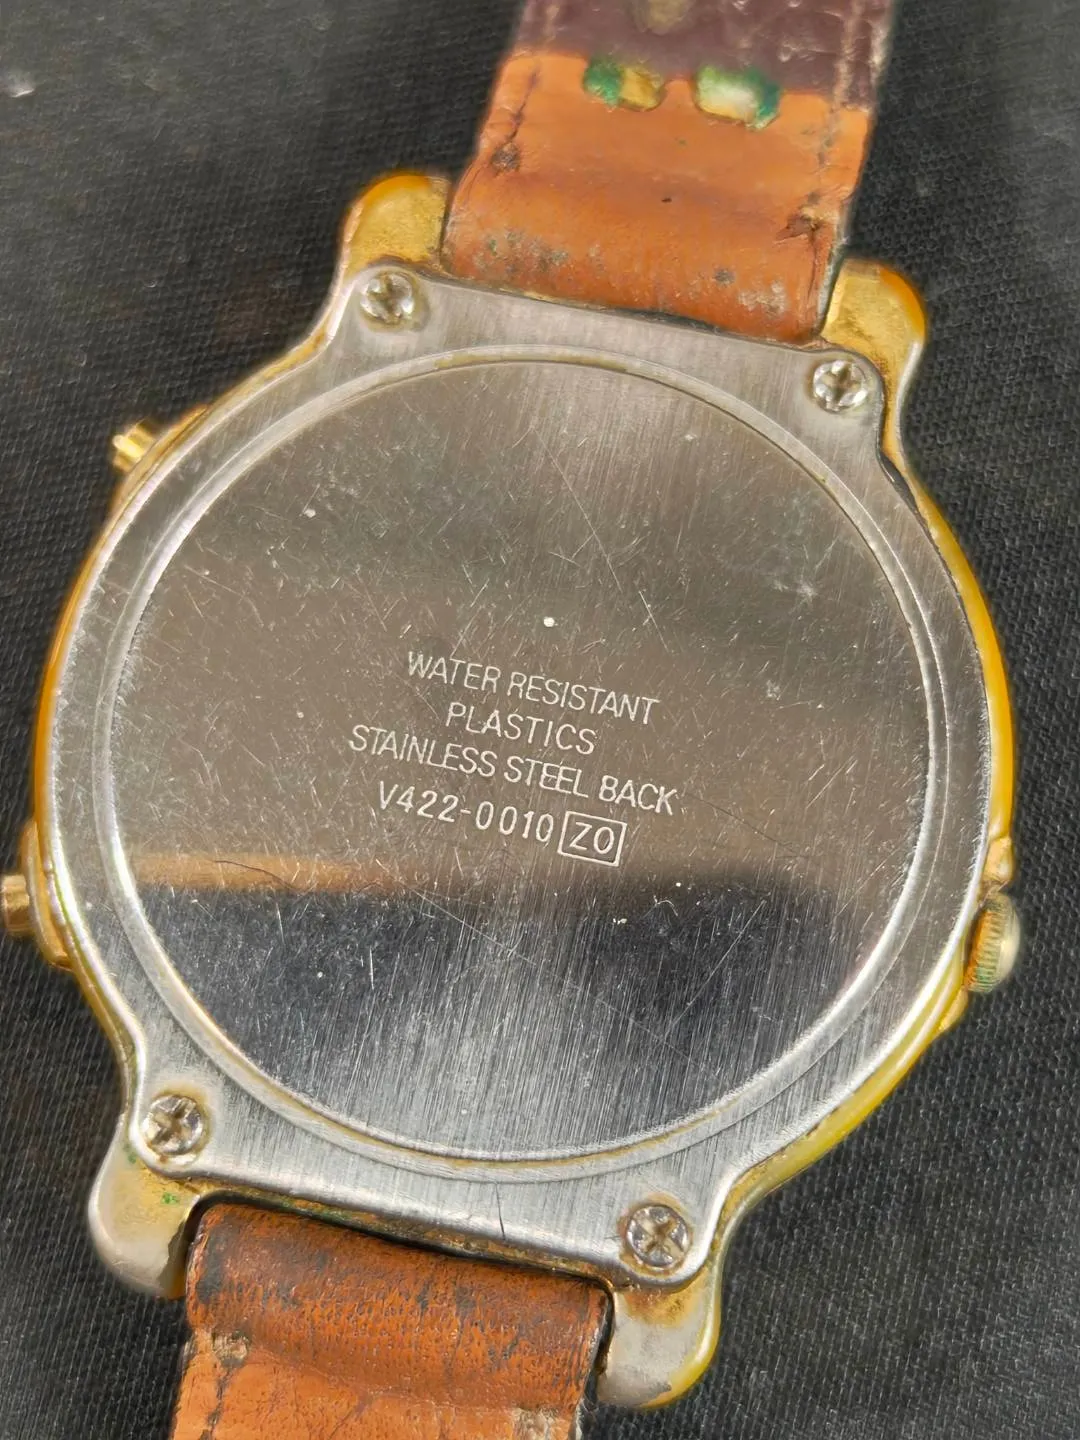 WATER RESISTANT
PLASTICS
STAINLESS STEEL BACK
V422-0010 ZO